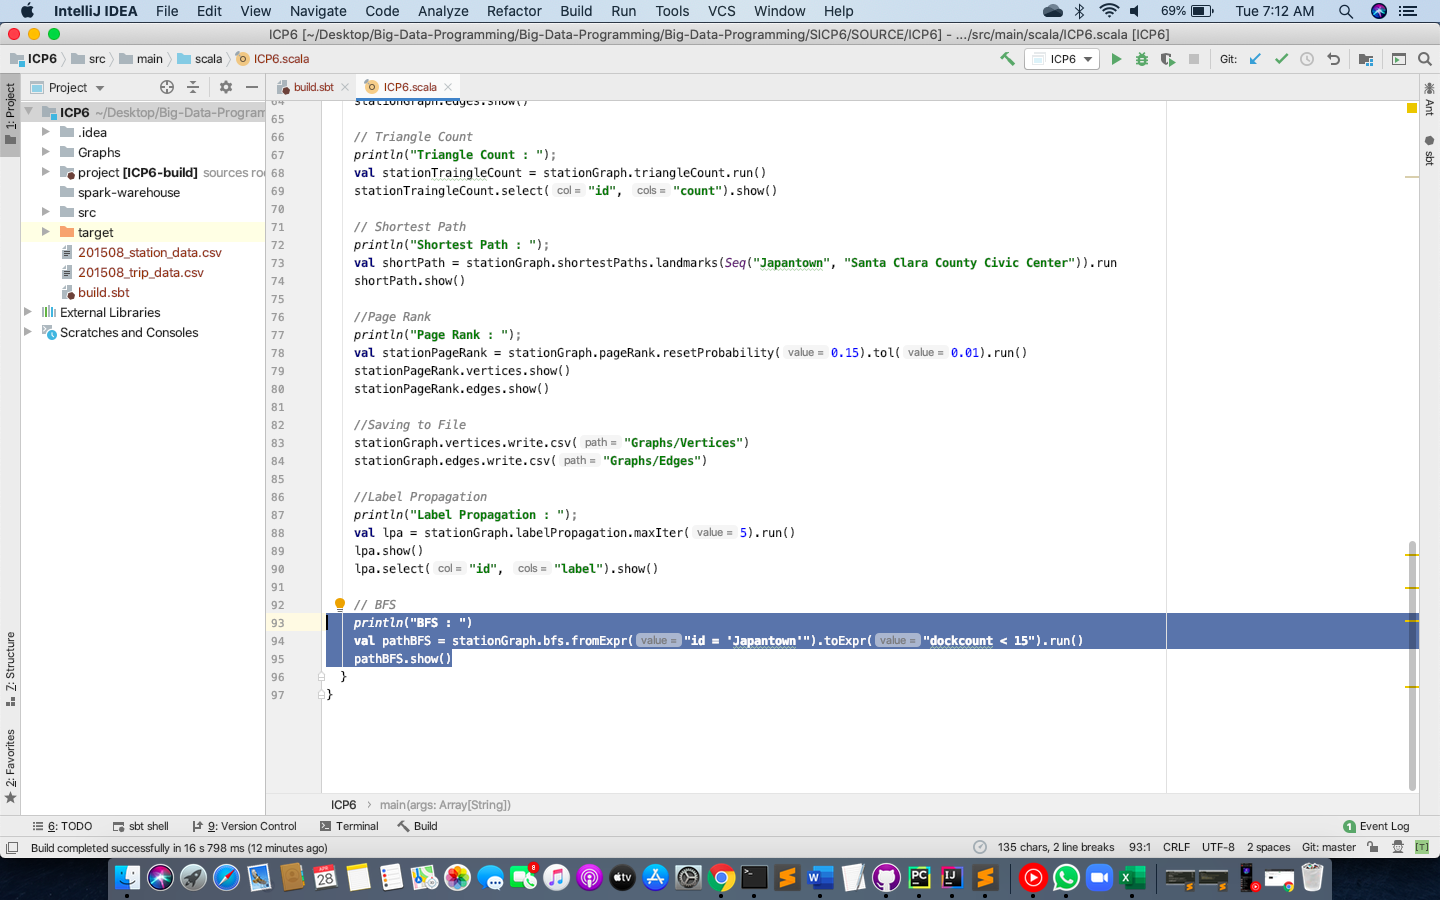 IntelliJ IDEA File Edit View Navigate Code Analyze Refactor Build Run Tools VCS Window Help 69% Tue 7:12 AM
ICP6 [~/Desktop/Big-Data-Programming/Big-Data-Programming/Big-Data-Programming/SICP6/SOURCE/ICP6] - .../src/main/scala/ICP6.scala [ICP6]
ICP6 src main scala ICP6.scala ICP6 Git:
Project build.sbt ICP6.scala
1: Project
Z: Structure
2: Favorites
Ant
sbt
ICP6 ~/Desktop/Big-Data-Program
.idea
Graphs
project [ICP6-build] sources roo
spark-warehouse
src
target
201508_station_data.csv
201508_trip_data.csv
build.sbt
External Libraries
Scratches and Consoles
64 stationGraph.edges.show()
65
66 // Triangle Count
67 println("Triangle Count : ");
68 val stationTraingleCount = stationGraph.triangleCount.run()
69 stationTraingleCount.select( col = "id", cols = "count").show()
70
71 // Shortest Path
72 println("Shortest Path : ");
73 val shortPath = stationGraph.shortestPaths.landmarks(Seq("Japantown", "Santa Clara County Civic Center")).run
74 shortPath.show()
75
76 //Page Rank
77 println("Page Rank : ");
78 val stationPageRank = stationGraph.pageRank.resetProbability( value = 0.15).tol( value = 0.01).run()
79 stationPageRank.vertices.show()
80 stationPageRank.edges.show()
81
82 //Saving to File
83 stationGraph.vertices.write.csv( path = "Graphs/Vertices")
84 stationGraph.edges.write.csv( path = "Graphs/Edges")
85
86 //Label Propagation
87 println("Label Propagation : ");
88 val lpa = stationGraph.labelPropagation.maxIter( value = 5).run()
89 lpa.show()
90 lpa.select( col = "id", cols = "label").show()
91
92 // BFS
93 println("BFS : ")
94 val pathBFS = stationGraph.bfs.fromExpr( value = "id = 'Japantown'").toExpr( value = "dockcount < 15").run()
95 pathBFS.show()
96 }
97 }
ICP6 › main(args: Array[String])
6: TODO sbt shell 9: Version Control Terminal Build 1 Event Log
Build completed successfully in 16 s 798 ms (12 minutes ago) 135 chars, 2 line breaks 93:1 CRLF UTF-8 2 spaces Git: master [T]
APR 28 8 tv W PC IJ X